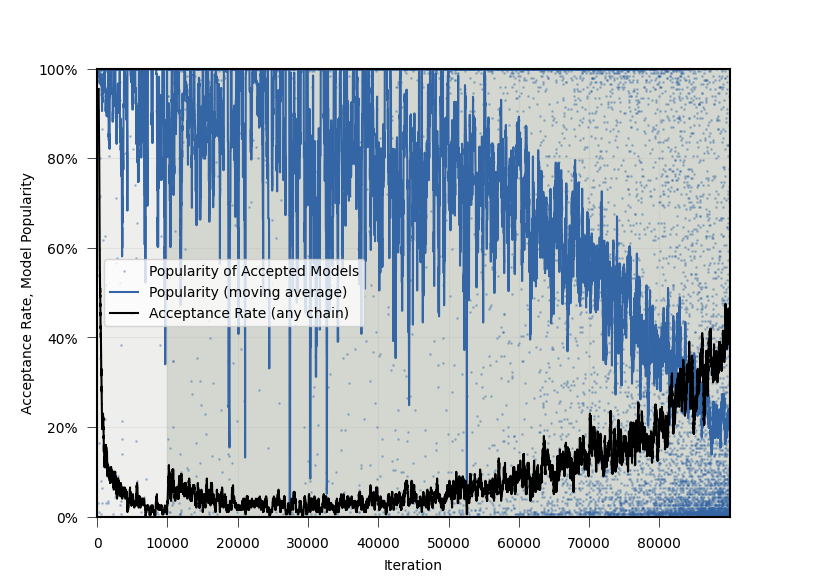 100%
80%
60%
40%
20%
0%
Acceptance Rate, Model Popularity
Popularity of Accepted Models
Popularity (moving average)
Acceptance Rate (any chain)
0 10000 20000 30000 40000 50000 60000 70000 80000
Iteration